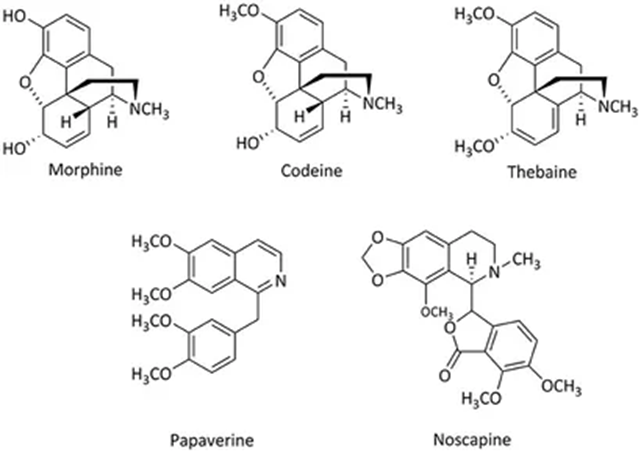 HO
O
H
H
NCH₃
HO
Morphine
H₃CO
O
H
H
NCH₃
HO
Codeine
H₃CO
O
H
NCH₃
H₃CO
Thebaine
H₃CO
H₃CO
N
H₃CO
H₃CO
Papaverine
O
O
H
N
CH₃
OCH₃
O
O
OCH₃
H₃CO
Noscapine